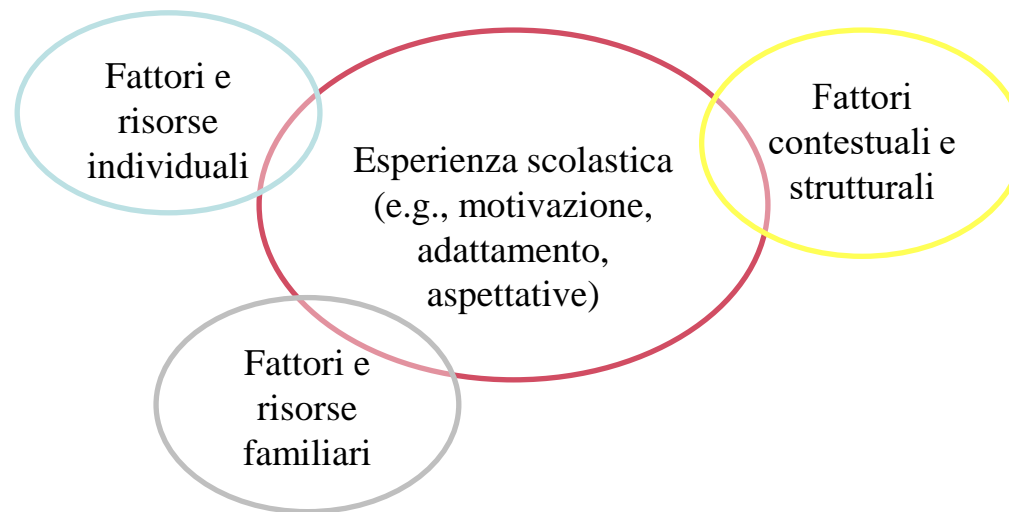 Fattori e
risorse
individuali
Esperienza scolastica
(e.g., motivazione,
adattamento,
aspettative)
Fattori
contestuali e
strutturali
Fattori e
risorse
familiari